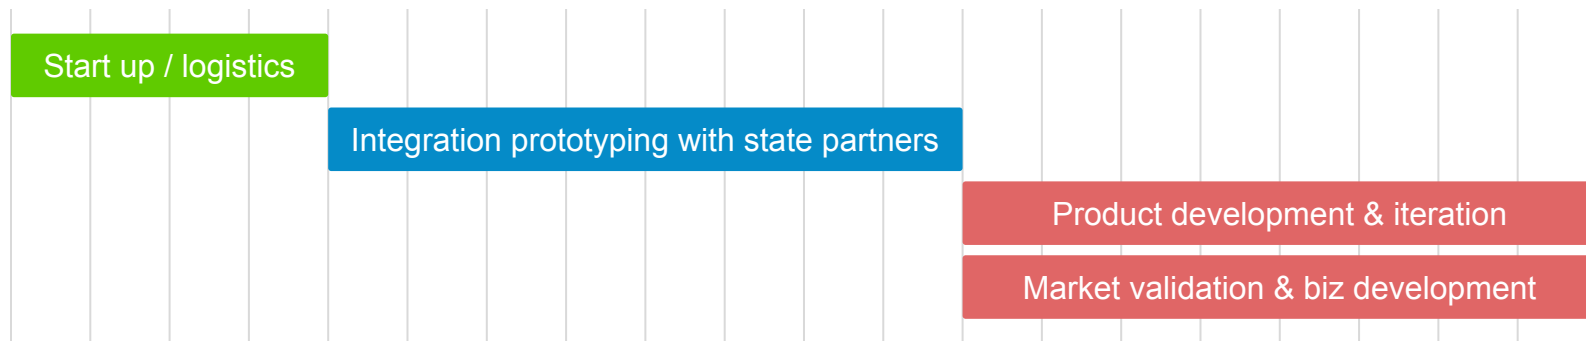 Start up / logistics
Integration prototyping with state partners
Product development & iteration
Market validation & biz development